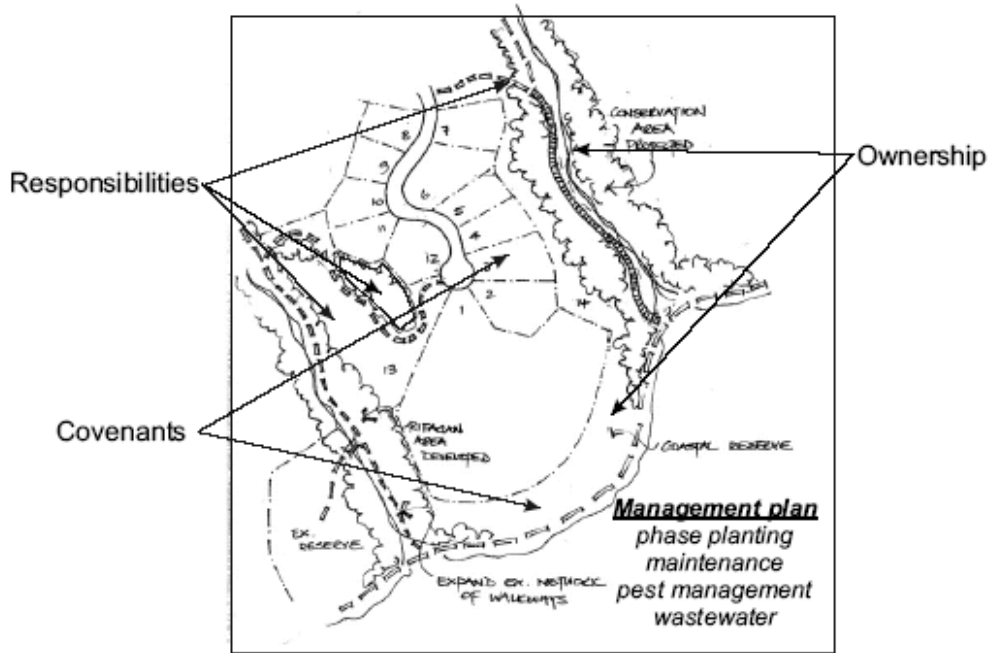 CONSERVATION
AREA
PROTECTED
Ownership
Responsibilities
8
7
9
10
6
5
11
4
12
3
2
1
14
13
Covenants
RIPARIAN
AREA
DEVELOPED
COASTAL RESERVE
EX.
RESERVE
EXPAND EX. NETWORK
OF WALKWAYS
Management plan
phase planting
maintenance
pest management
wastewater